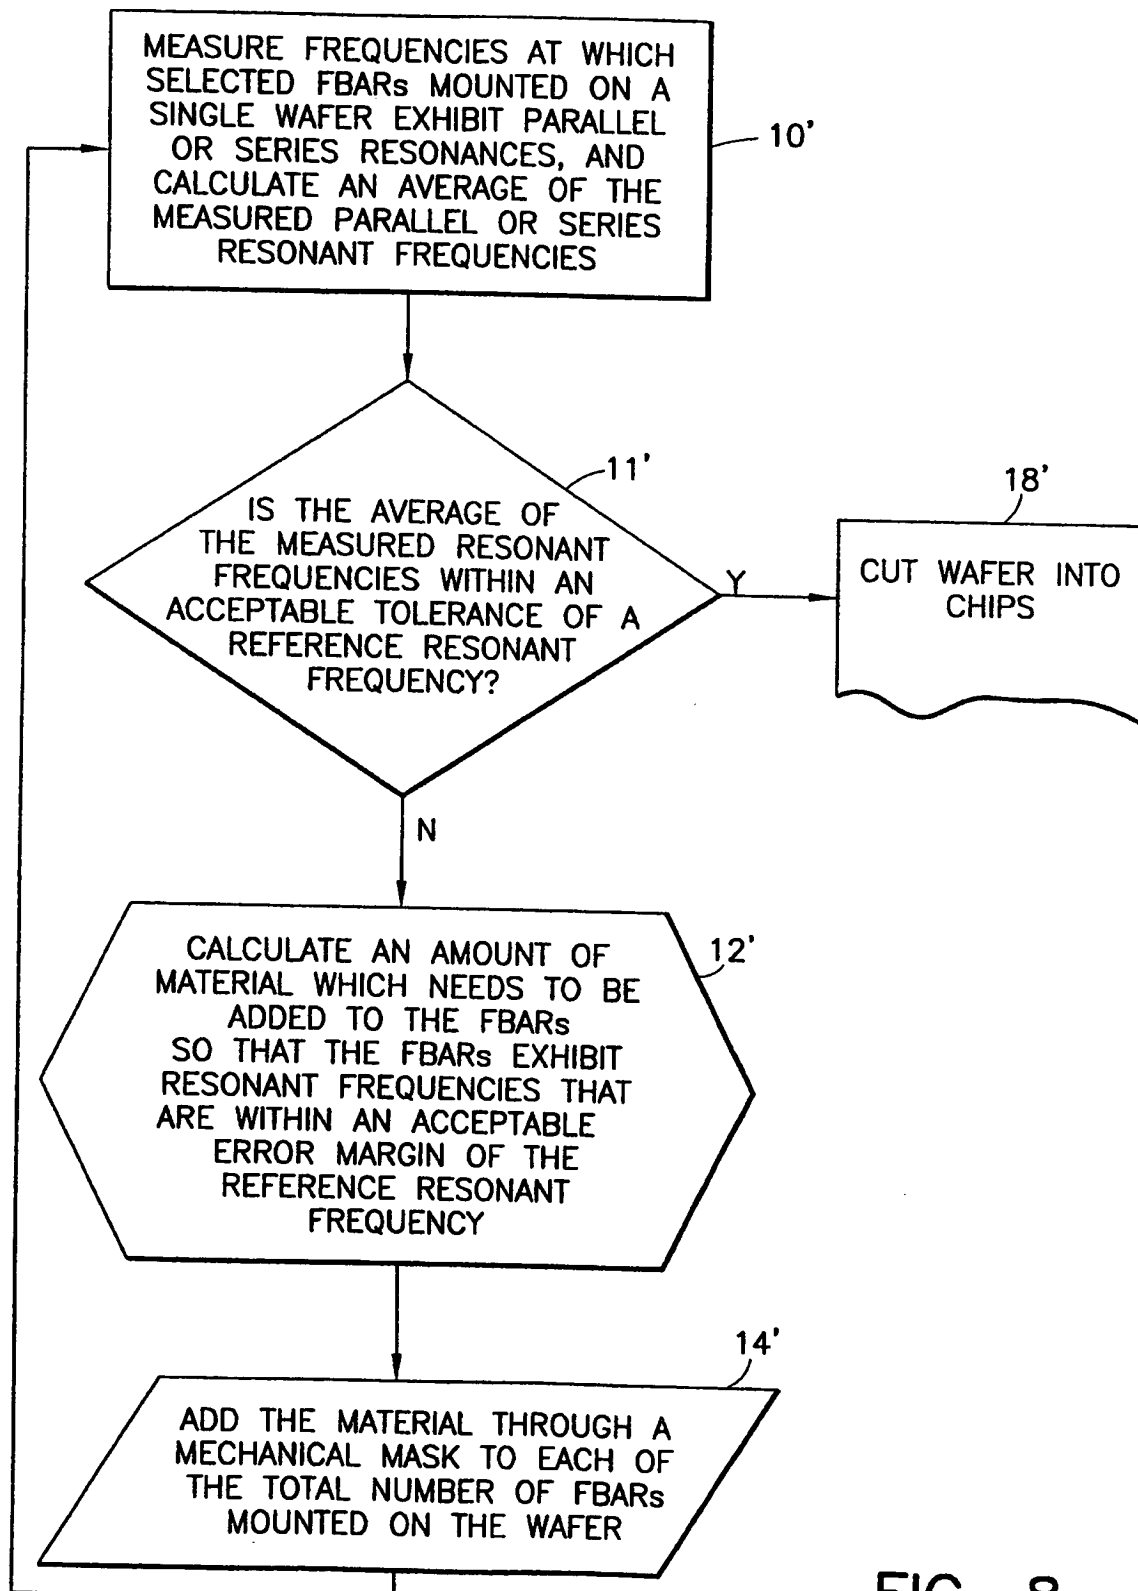 MEASURE FREQUENCIES AT WHICH
SELECTED FBARs MOUNTED ON A
SINGLE WAFER EXHIBIT PARALLEL
OR SERIES RESONANCES, AND
CALCULATE AN AVERAGE OF THE
MEASURED PARALLEL OR SERIES
RESONANT FREQUENCIES
10'
11'
IS THE AVERAGE OF
THE MEASURED RESONANT
FREQUENCIES WITHIN AN
ACCEPTABLE TOLERANCE OF A
REFERENCE RESONANT
FREQUENCY?
Y
18'
CUT WAFER INTO
CHIPS
N
12'
CALCULATE AN AMOUNT OF
MATERIAL WHICH NEEDS TO BE
ADDED TO THE FBARs
SO THAT THE FBARs EXHIBIT
RESONANT FREQUENCIES THAT
ARE WITHIN AN ACCEPTABLE
ERROR MARGIN OF THE
REFERENCE RESONANT
FREQUENCY
14'
ADD THE MATERIAL THROUGH A
MECHANICAL MASK TO EACH OF
THE TOTAL NUMBER OF FBARs
MOUNTED ON THE WAFER
FIG. 8